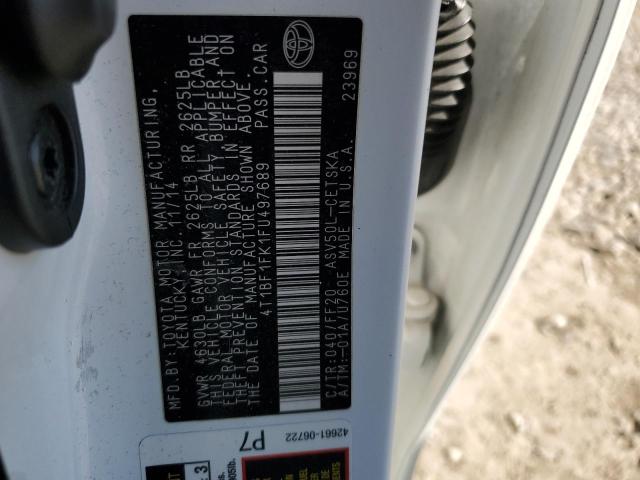 MFD.BY:TOYOTA MOTOR MANUFACTURING,
KENTUCKY, INC. 11/14
GVWR 4630LB GAWR FR 2625LB RR 2625LB
THIS VEHICLE CONFORMS TO ALL APPLICABLE
FEDERAL MOTOR VEHICLE SAFETY, BUMPER AND
THEFT PREVENTION STANDARDS IN EFFECT ON
THE DATE OF MANUFACTURE SHOWN ABOVE.
4T1BF1FK1FU497689 PASS.CAR
C/TR:040/FF20 ASV50L-CETSKA
A/TM:-01A/U760E MADE IN U.S.A.
23969
42661-06722
P7